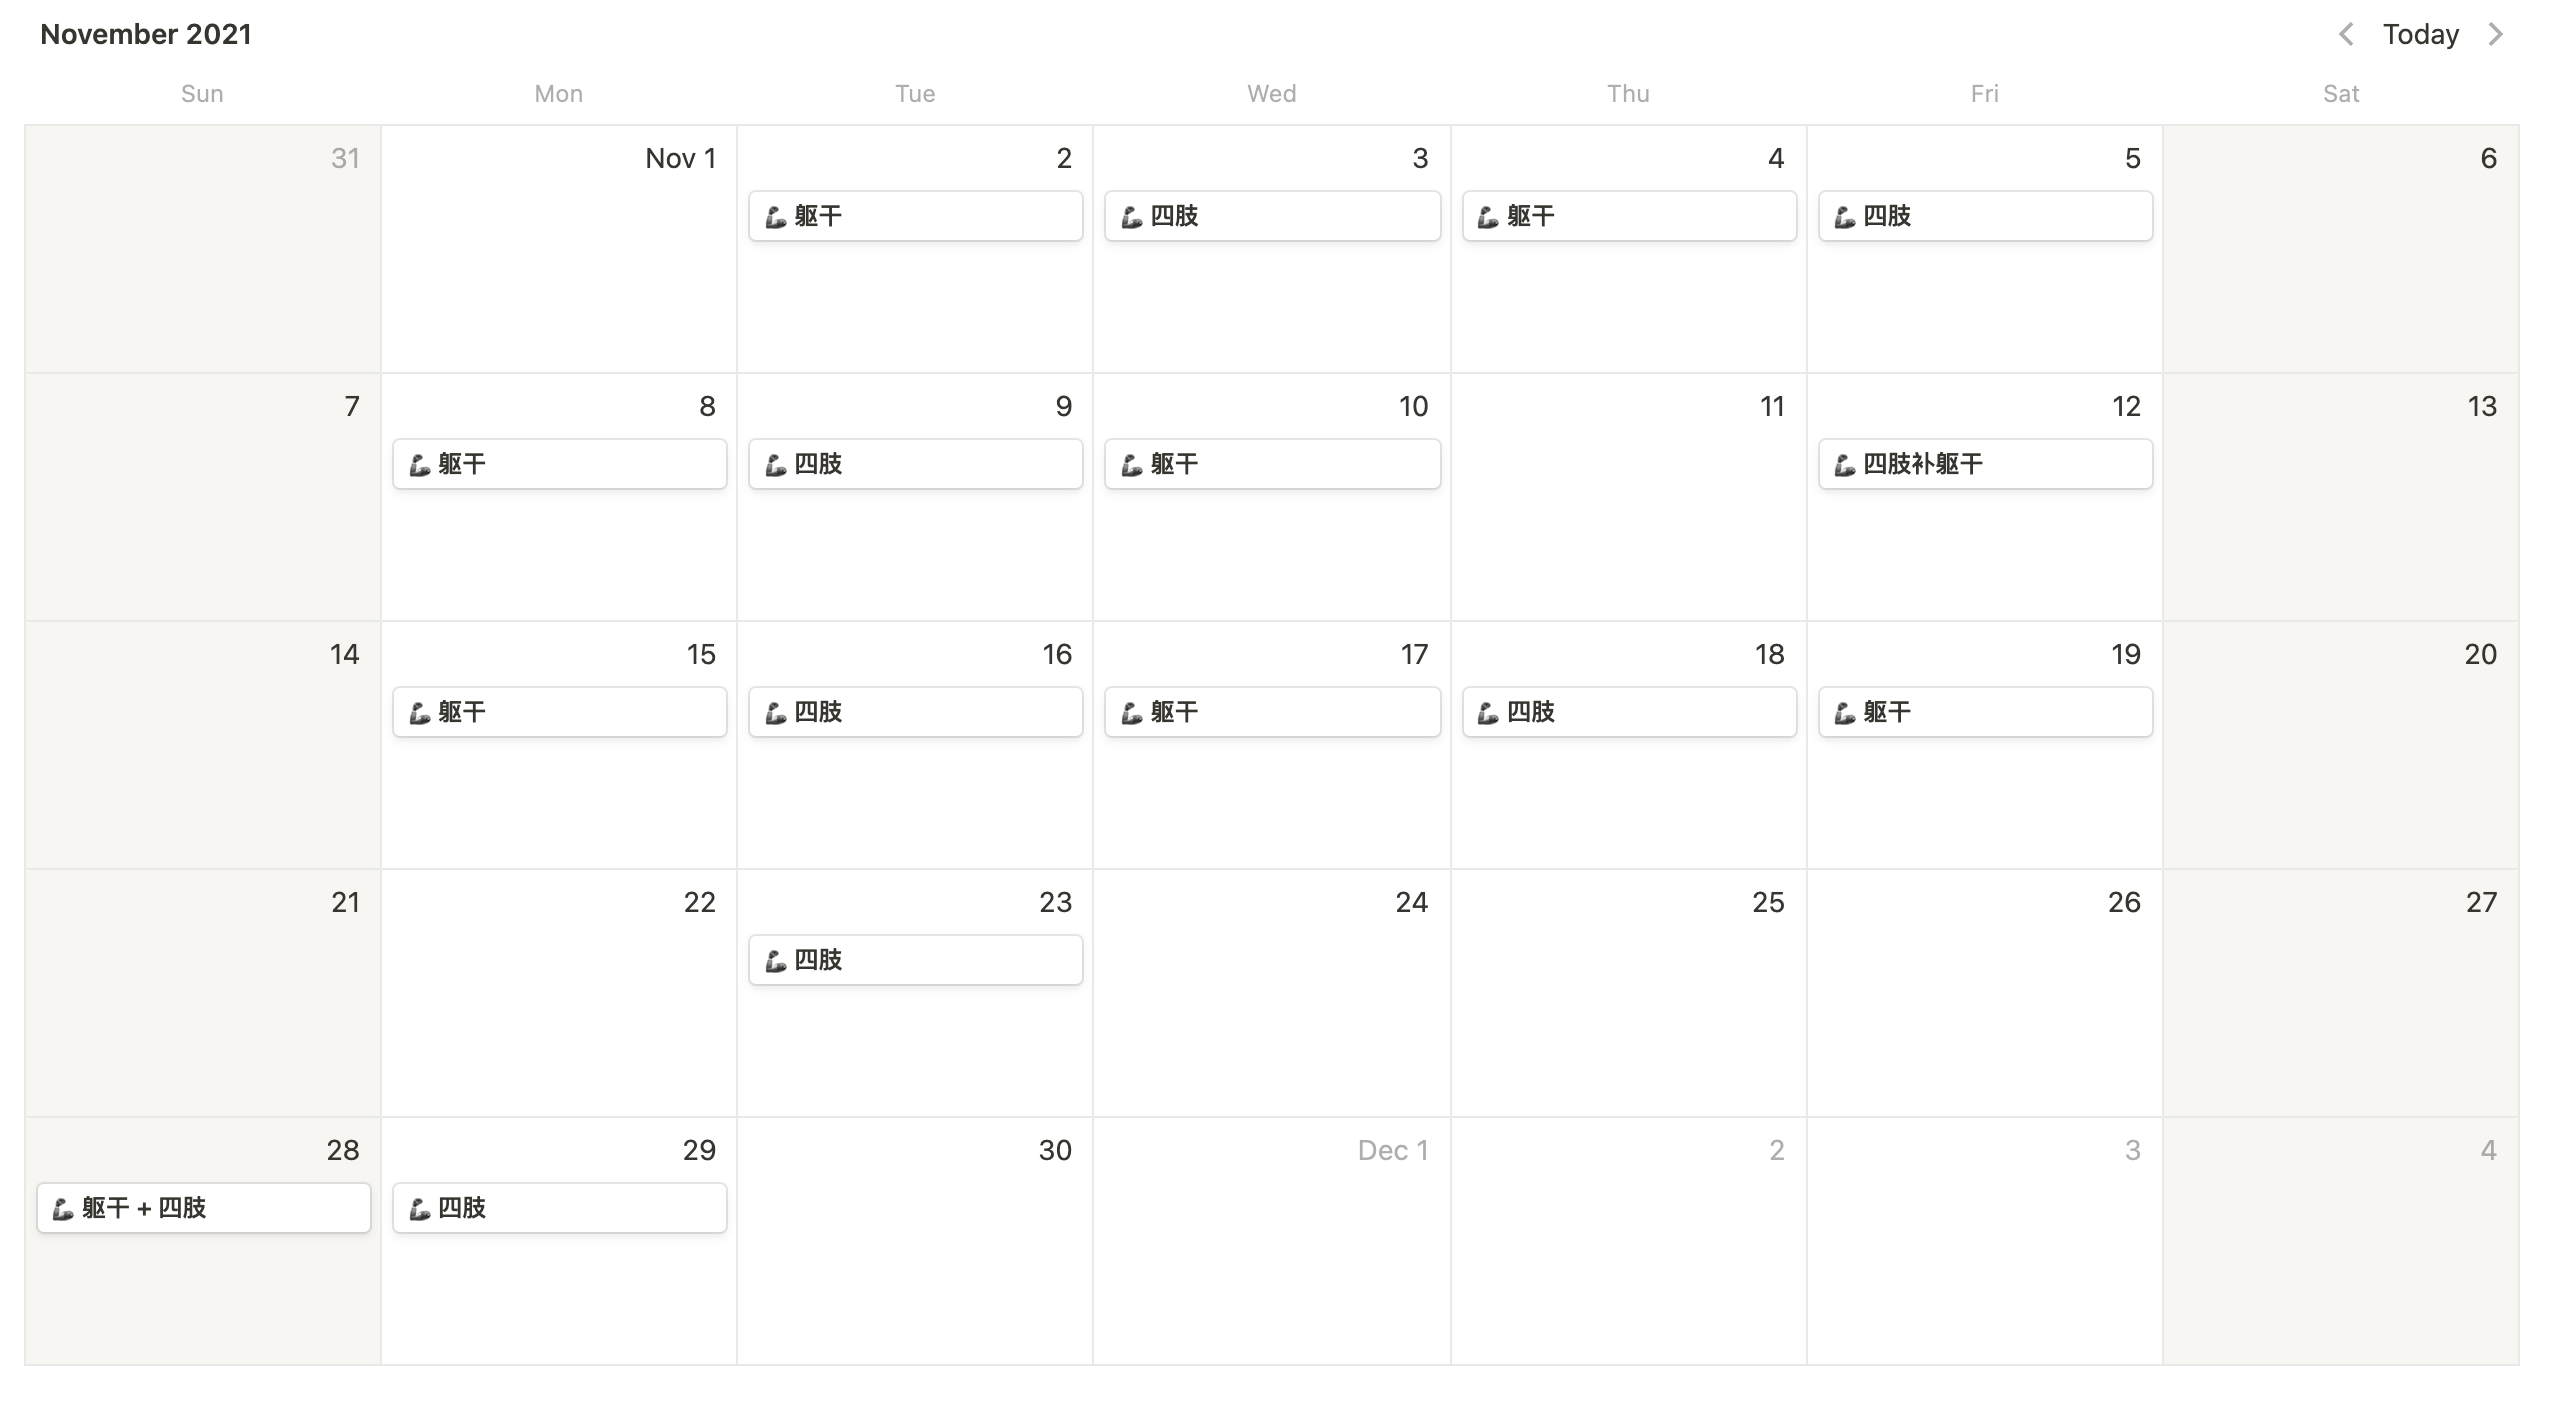 November 2021
Today
Sun Mon Tue Wed Thu Fri Sat
31 Nov 1 2 3 4 5 6
躯干 四肢 躯干 四肢
7 8 9 10 11 12 13
躯干 四肢 躯干 四肢补躯干
14 15 16 17 18 19 20
躯干 四肢 躯干 四肢 躯干
21 22 23 24 25 26 27
四肢
28 29 30 Dec 1 2 3 4
躯干 + 四肢 四肢